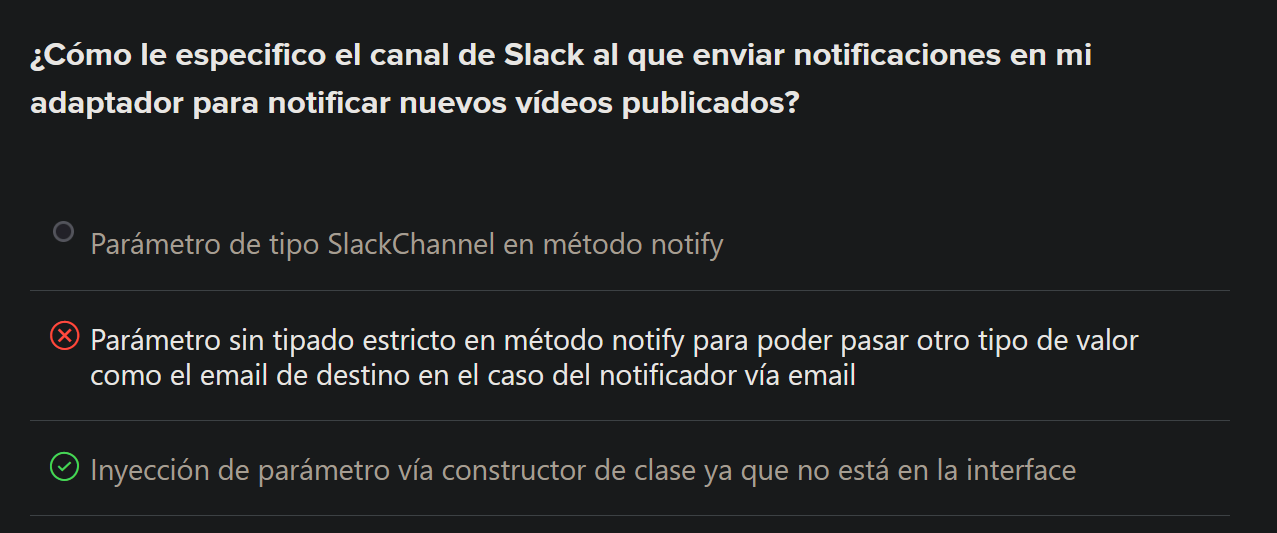 ¿Cómo le especifico el canal de Slack al que enviar notificaciones en mi
adaptador para notificar nuevos vídeos publicados?
Parámetro de tipo SlackChannel en método notify
Parámetro sin tipado estricto en método notify para poder pasar otro tipo de valor
como el email de destino en el caso del notificador vía email
Inyección de parámetro vía constructor de clase ya que no está en la interface